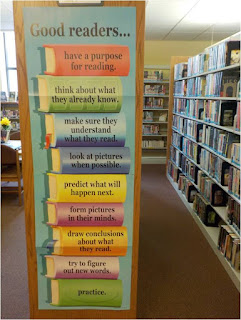 Good readers...
have a purpose
for reading.
think about what
they already know.
make sure they
understand
what they read.
look at pictures
when possible.
predict what will
happen next.
form pictures
in their minds.
draw conclusions
about what
they read.
try to figure
out new words.
practice.